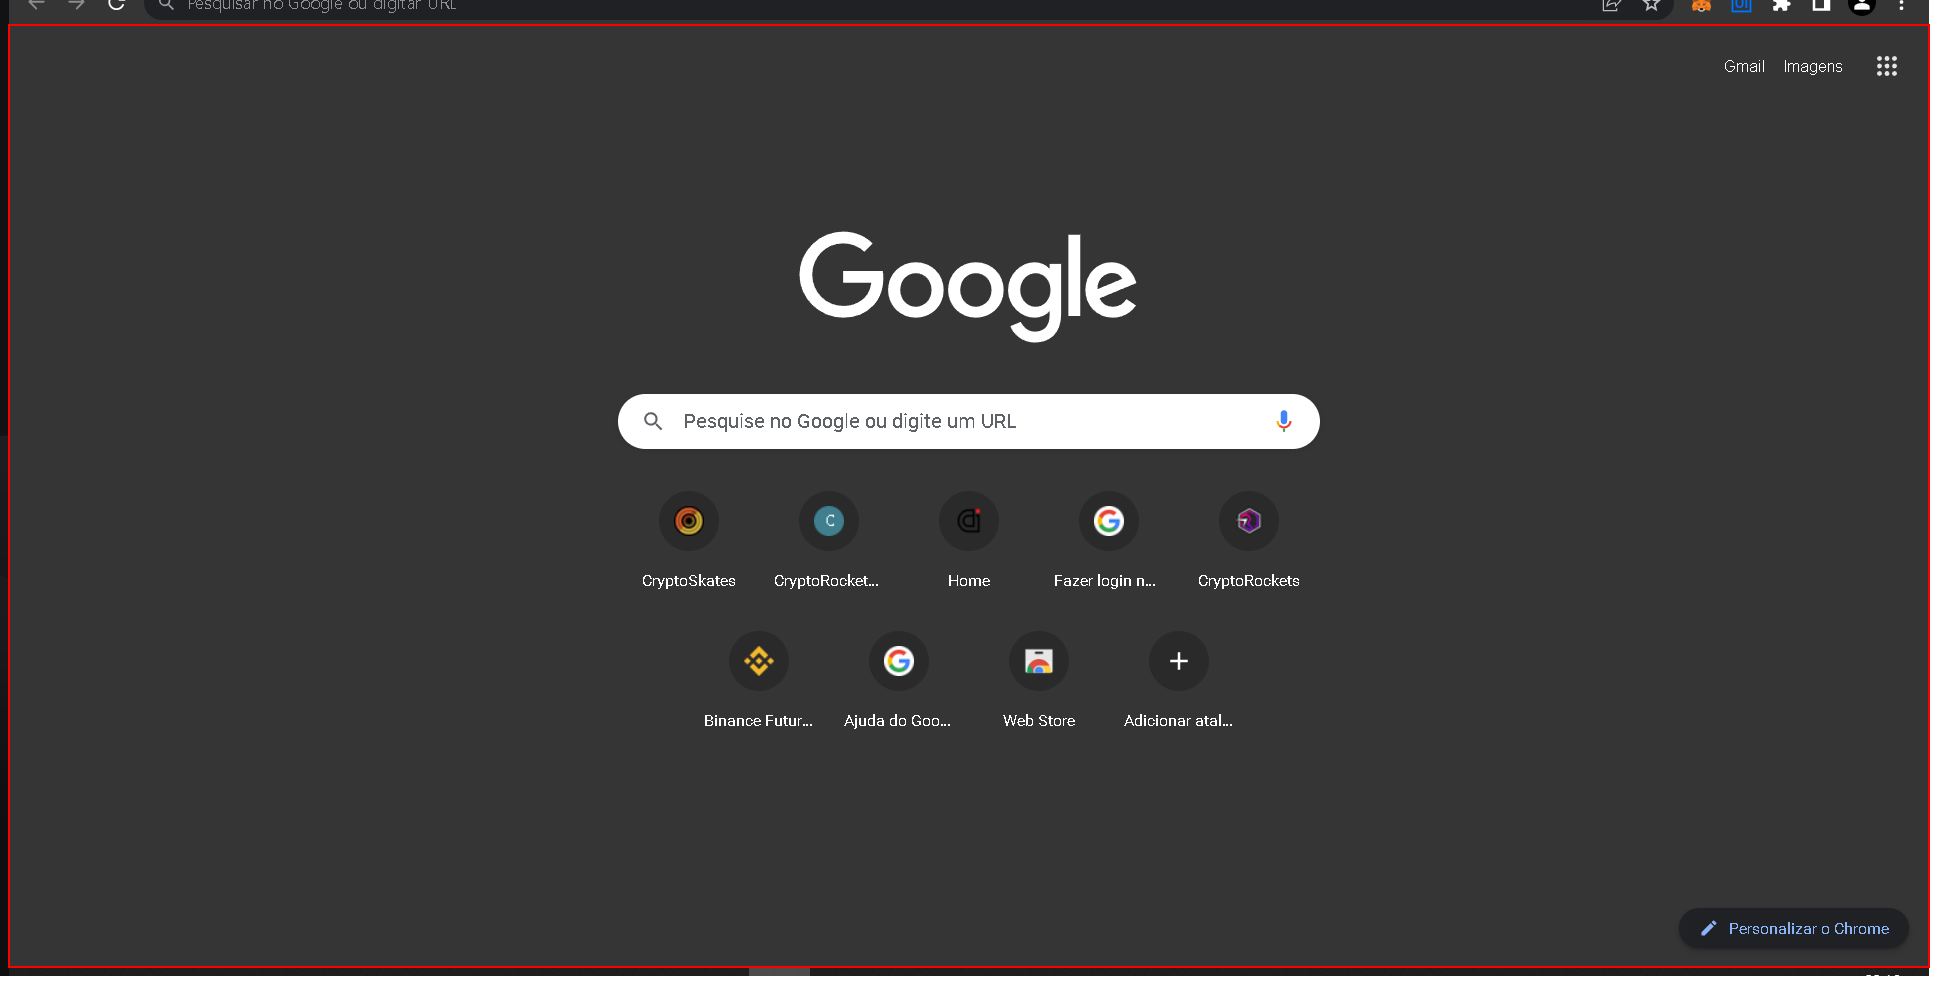 Pesquisar no Google ou digitar URL
Gmail Imagens
Google
Pesquise no Google ou digite um URL
CryptoSkates CryptoRocket... Home Fazer login n... CryptoRockets
Binance Futur... Ajuda do Goo... Web Store Adicionar atal...
Personalizar o Chrome